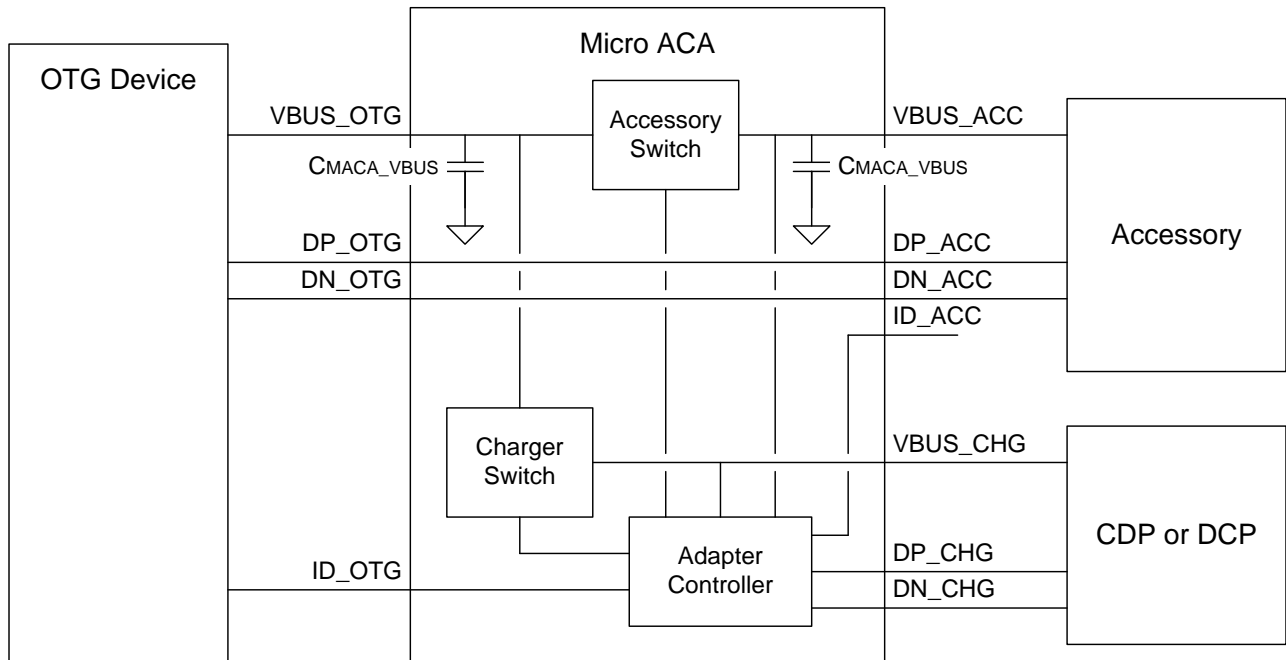 Micro ACA
OTG Device
VBUS_OTG
Accessory
Switch
VBUS_ACC
CMACA_VBUS
CMACA_VBUS
DP_OTG
DP_ACC
Accessory
DN_OTG
DN_ACC
ID_ACC
Charger
Switch
VBUS_CHG
CDP or DCP
Adapter
Controller
DP_CHG
ID_OTG
DN_CHG